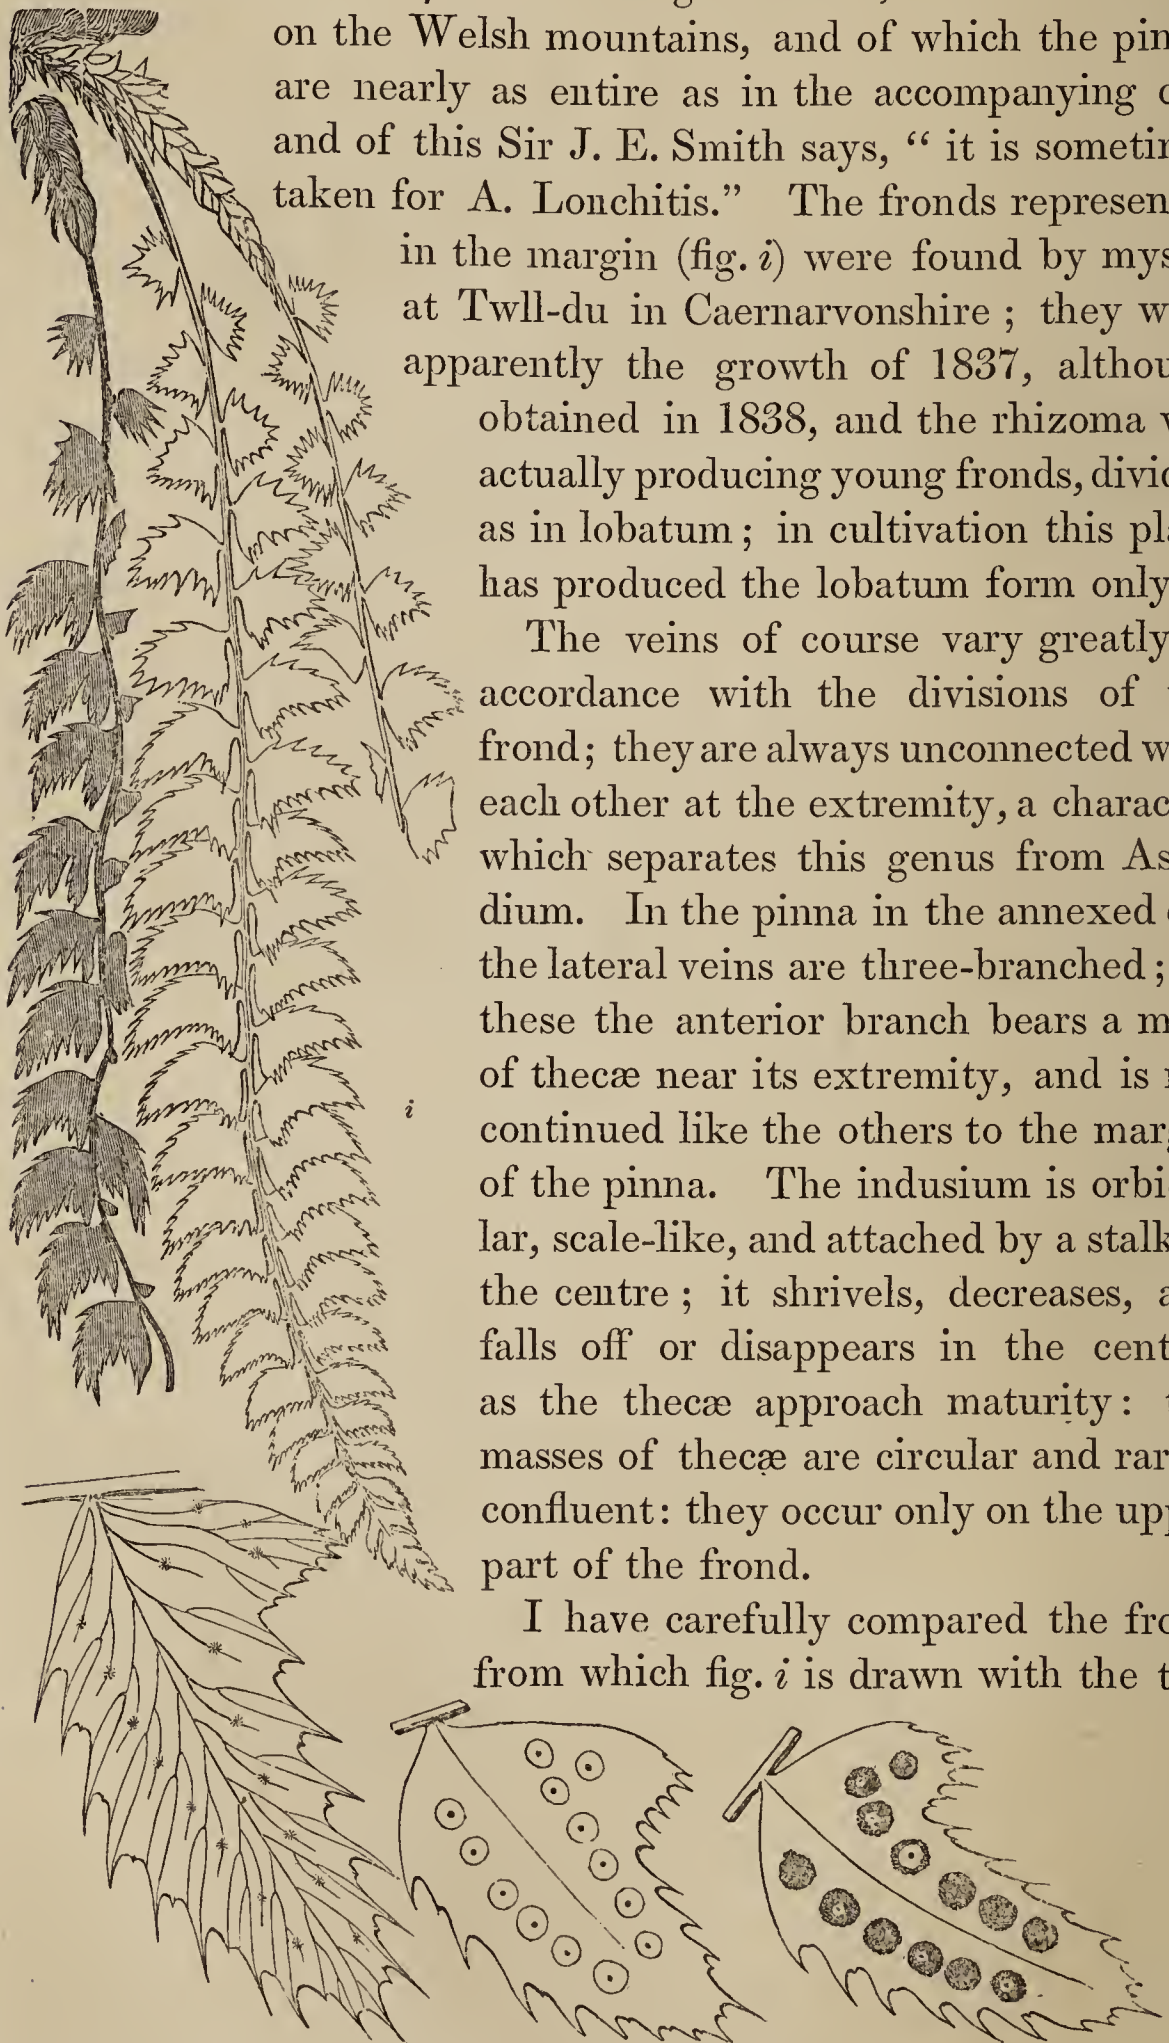 on the Welsh mountains, and of which the pin
are nearly as entire as in the accompanying c
and of this Sir J. E. Smith says, “ it is sometim
taken for A. Lonchitis.” The fronds represen
in the margin (fig. i) were found by mys
at Twll-du in Caernarvonshire ; they w
apparently the growth of 1837, althou
obtained in 1838, and the rhizoma
actually producing young fronds, divid
as in lobatum ; in cultivation this pla
has produced the lobatum form only
The veins of course vary greatly
accordance with the divisions of
frond; they are always unconnected w
each other at the extremity, a charac
which separates this genus from As
dium. In the pinna in the annexed
the lateral veins are three-branched ;
these the anterior branch bears a m
of thecæ near its extremity, and is
i
continued like the others to the mar
of the pinna. The indusium is orbi
lar, scale-like, and attached by a stalk
the centre ; it shrivels, decreases, a
falls off or disappears in the cent
as the thecæ approach maturity :
masses of thecæ are circular and rar
confluent: they occur only on the upp
part of the frond.
I have carefully compared the fro
from which fig. i is drawn with the t